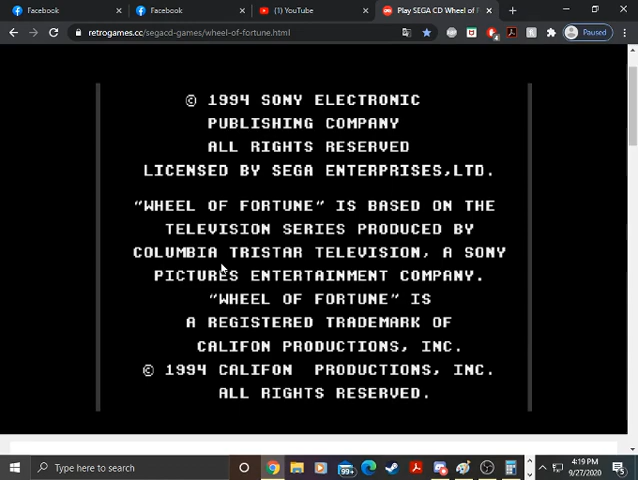 Facebook
Facebook
(1) YouTube
Play SEGA CD Wheel of F
retrogames.cc/segacd-games/wheel-of-fortune.html
Paused
© 1994 SONY ELECTRONIC
PUBLISHING COMPANY
ALL RIGHTS RESERVED
LICENSED BY SEGA ENTERPRISES,LTD.
"WHEEL OF FORTUNE" IS BASED ON THE
TELEVISION SERIES PRODUCED BY
COLUMBIA TRISTAR TELEVISION, A SONY
PICTURES ENTERTAINMENT COMPANY.
"WHEEL OF FORTUNE" IS
A REGISTERED TRADEMARK OF
CALIFON PRODUCTIONS, INC.
© 1994 CALIFON PRODUCTIONS, INC.
ALL RIGHTS RESERVED.
Type here to search
99+
4:19 PM
9/27/2020
5